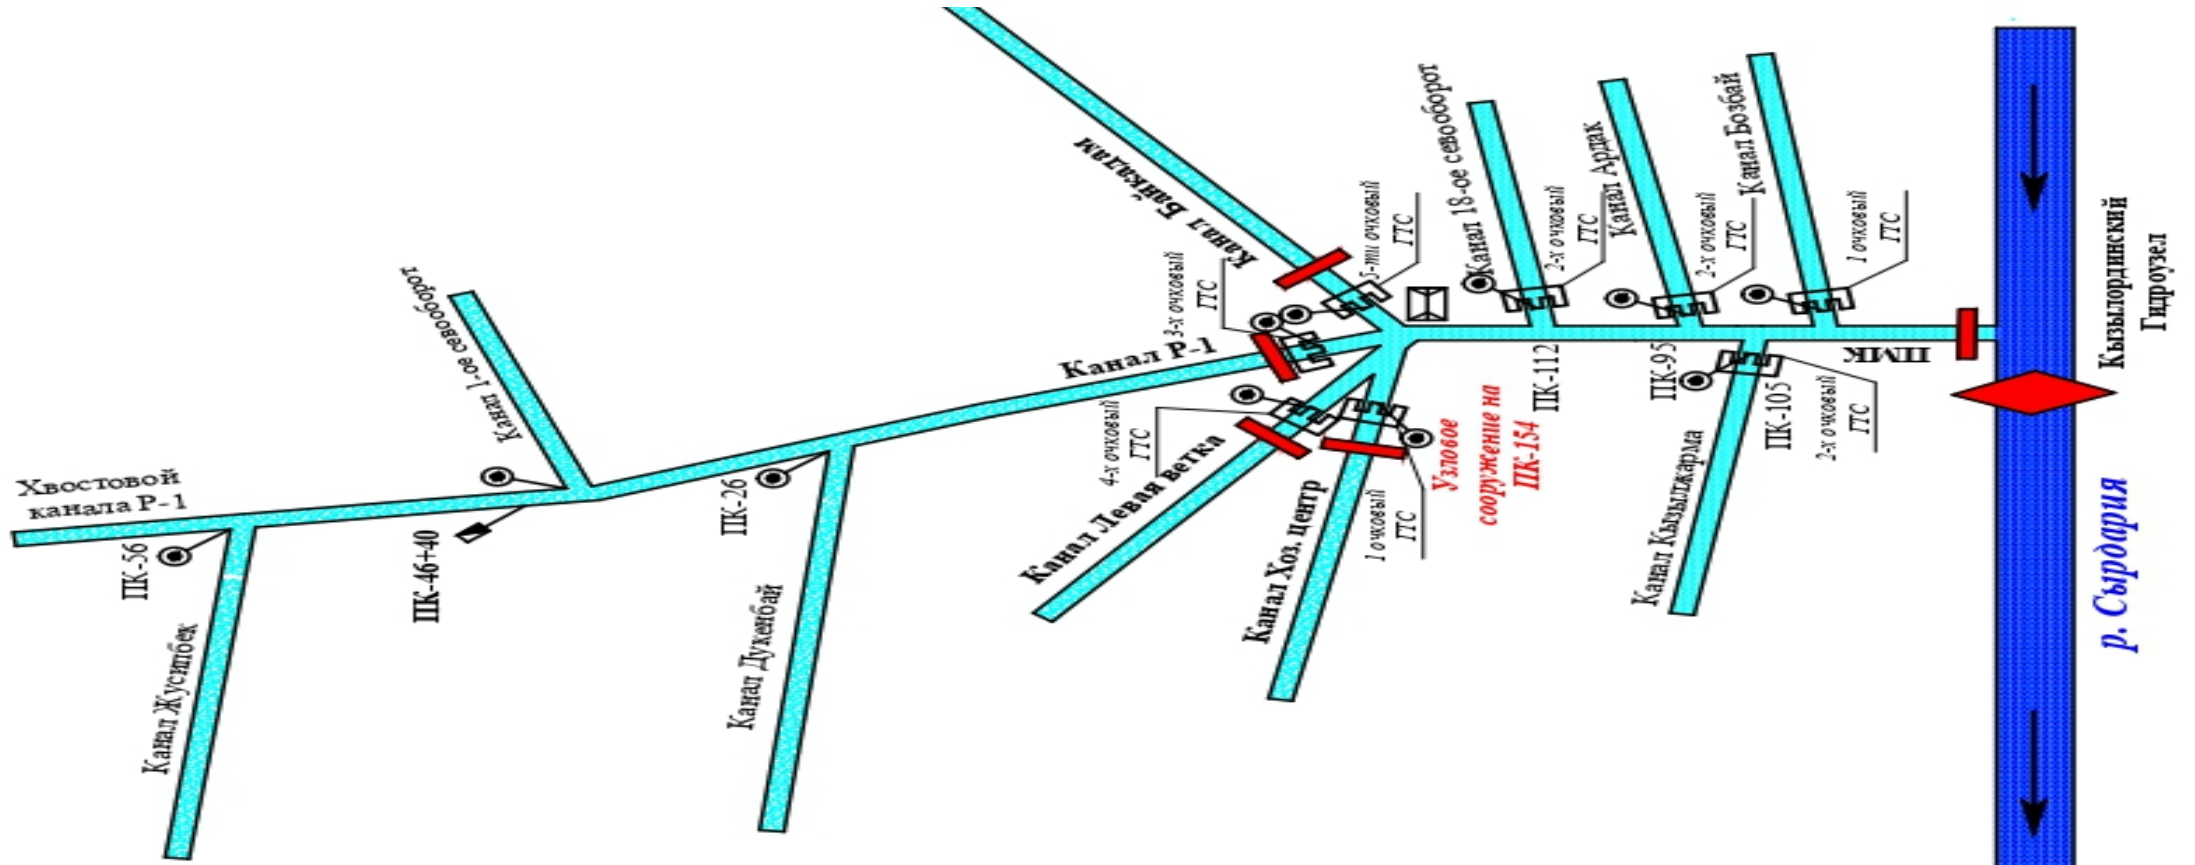 Хвостовой
канала Р-1
ПК-56
Канал Жусипбек
Канал 1-ое севооборот
ПК-46+40
ПК-26
Канал Дукенбай
Канал Р-1
Канал Байкадам
3-х очковый
ГТС
5-ти очковый
ГТС
4-х очковый
ГТС
Канал Левая ветка
Канал Хоз. центр
1 очковый
ГТС
Узловое
сооружение на
ПК-154
Канал 18-ое севооборот
2-х очковый
ГТС
ПК-112
Канал Ардак
2-х очковый
ГТС
ПК-95
Канал Бозбай
1 очковый
ГТС
ПМК
Канал Кызылжарма
ПК-105
2-х очковый
ГТС
Кызылординский
Гидроузел
р. Сырдария